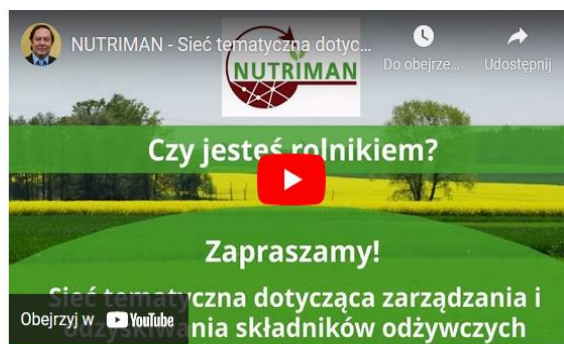 NUTRIMAN - Sieć tematyczna dotyc...
Do obejrze...
Udostępnij
NUTRIMAN
Czy jesteś rolnikiem?
Zapraszamy!
Sieć tematyczna dotycząca zarządzania i
nia składników odżywczych
Obejrzyj w YouTube